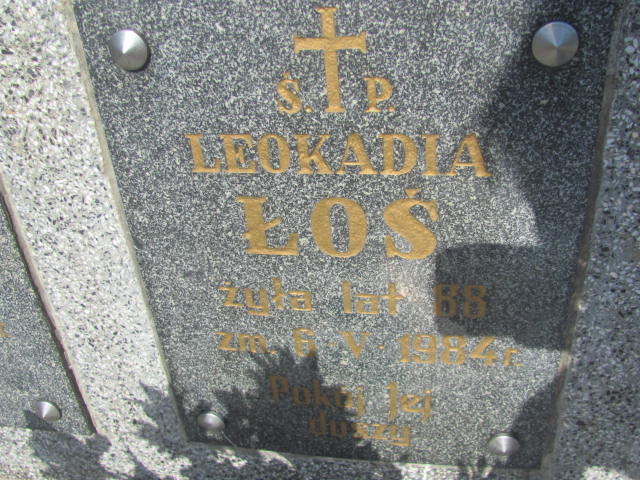 Ś. P.
LEOKADIA
ŁOŚ
żyła lat 88
zm. 6·V·1984 r.
Pokój Jej
duszy